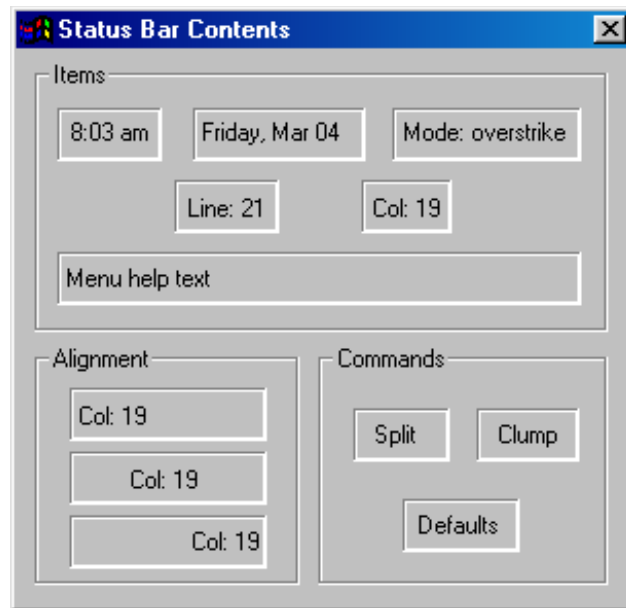 Status Bar Contents
Items
8:03 am Friday, Mar 04 Mode: overstrike
Line: 21 Col: 19
Menu help text
Alignment
Col: 19
Col: 19
Col: 19
Commands
Split Clump
Defaults